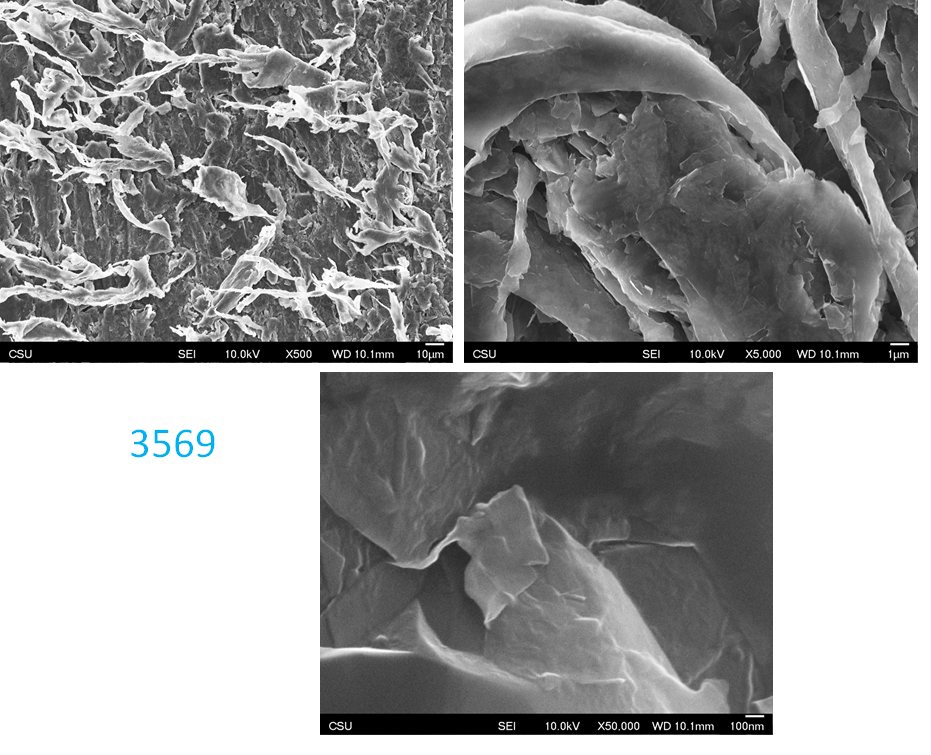 CSU SEI 10.0kV X500 WD 10.1mm 10μm
CSU SEI 10.0kV X5,000 WD 10.1mm 1μm
3569
CSU SEI 10.0kV X50,000 WD 10.1mm 100nm